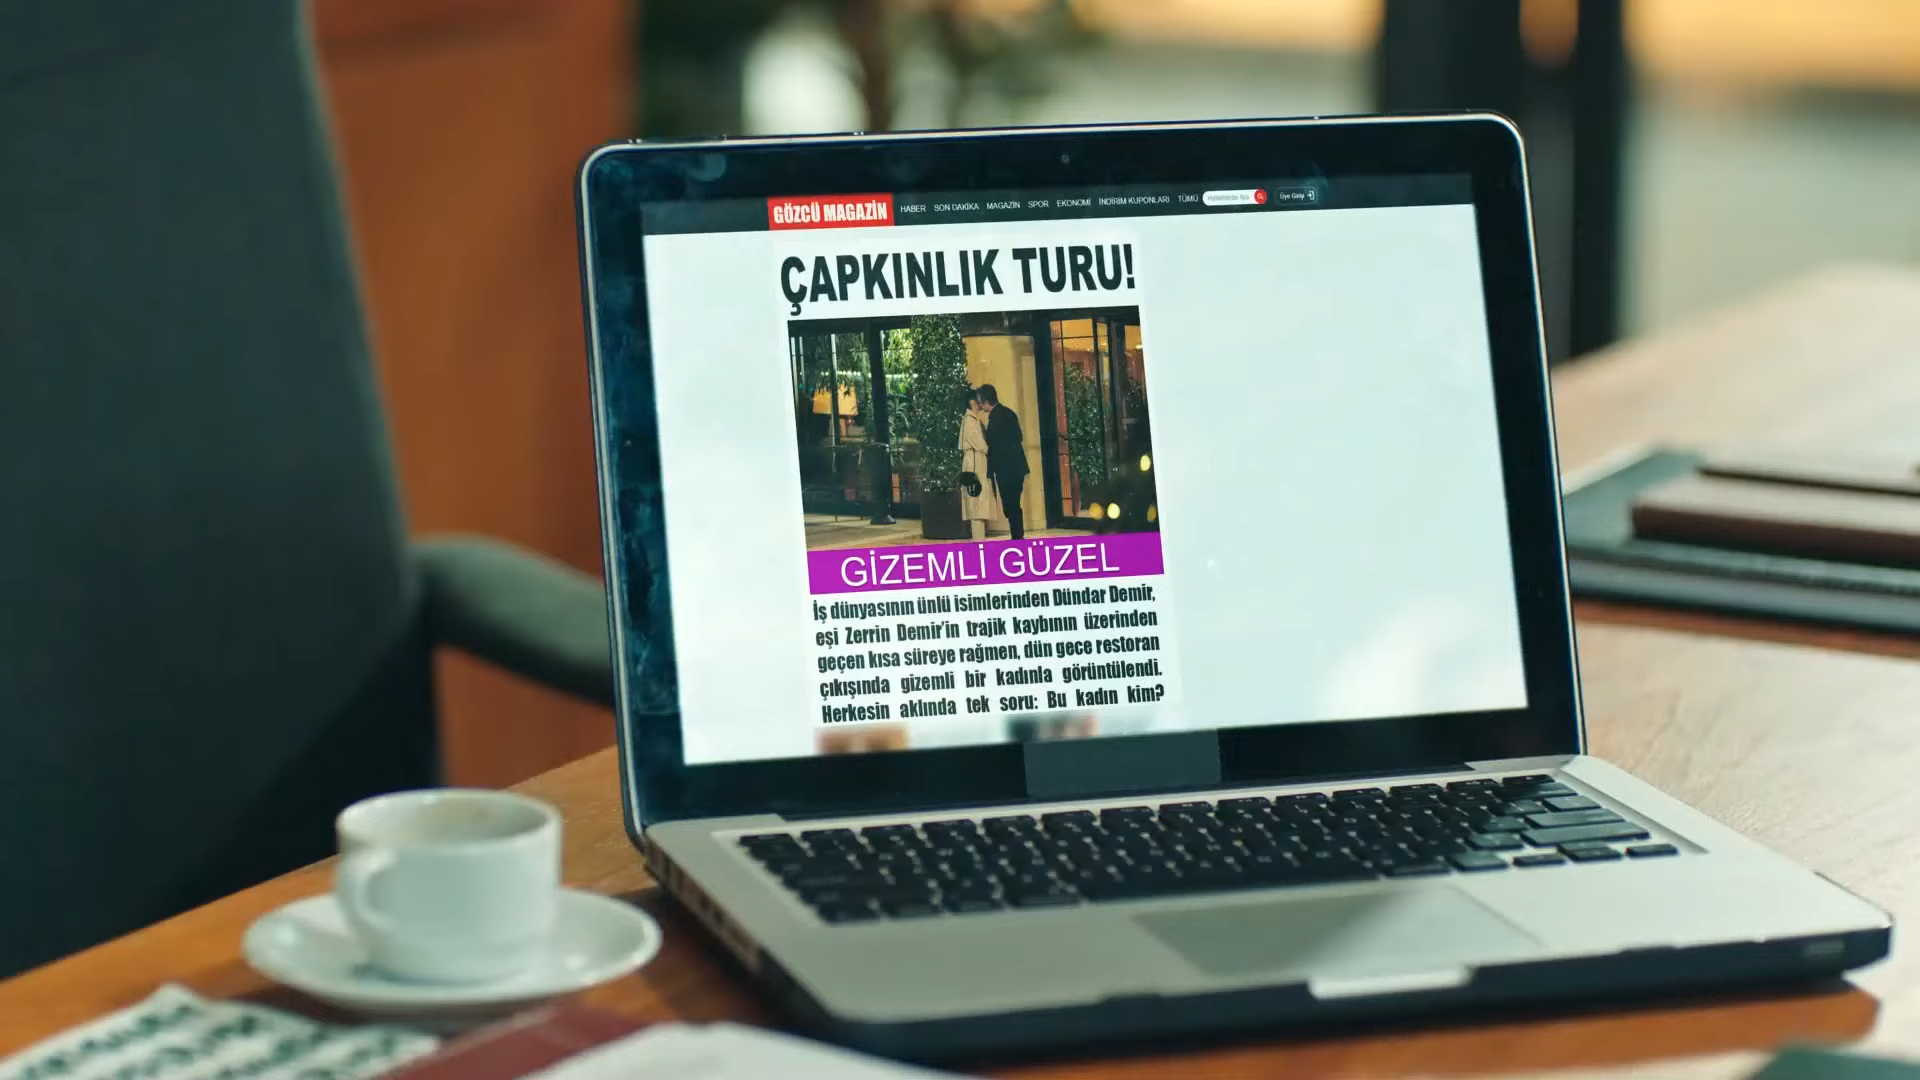 GÖZCÜ MAGAZİN HABER SON DAKİKA MAGAZİN SPOR EKONOMİ İNDİRİM KUPONLARI TÜMÜ Üye Girişi
ÇAPKINLIK TURU!
GİZEMLİ GÜZEL
İş dünyasının ünlü isimlerinden Dündar Demir,
eşi Zerrin Demir'in trajik kaybının üzerinden
geçen kısa süreye rağmen, dün gece restoran
çıkışında gizemli bir kadınla görüntülendi.
Herkesin aklında tek soru: Bu kadın kim?